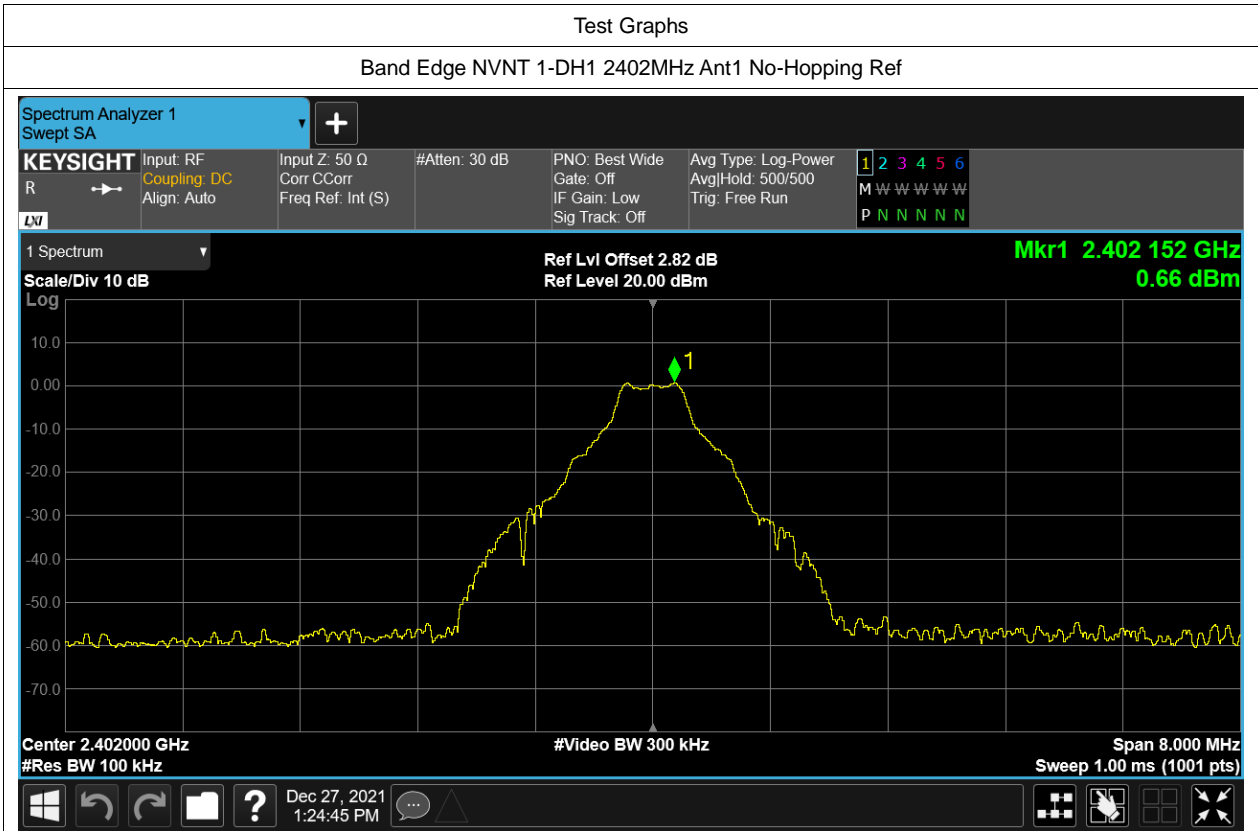 Test Graphs
Band Edge NVNT 1-DH1 2402MHz Ant1 No-Hopping Ref
Spectrum Analyzer 1
Swept SA
KEYSIGHT
R
LXI
Input: RF
Coupling: DC
Align: Auto
Input Z: 50 Ω
Corr CCorr
Freq Ref: Int (S)
#Atten: 30 dB
PNO: Best Wide
Gate: Off
IF Gain: Low
Sig Track: Off
Avg Type: Log-Power
Avg|Hold: 500/500
Trig: Free Run
1 2 3 4 5 6
M W W W W W
P N N N N N
1 Spectrum
Scale/Div 10 dB
Log
Ref Lvl Offset 2.82 dB
Ref Level 20.00 dBm
Mkr1 2.402 152 GHz
0.66 dBm
1
10.0
0.00
-10.0
-20.0
-30.0
-40.0
-50.0
-60.0
-70.0
Center 2.402000 GHz
#Res BW 100 kHz
#Video BW 300 kHz
Span 8.000 MHz
Sweep 1.00 ms (1001 pts)
?
Dec 27, 2021
1:24:45 PM